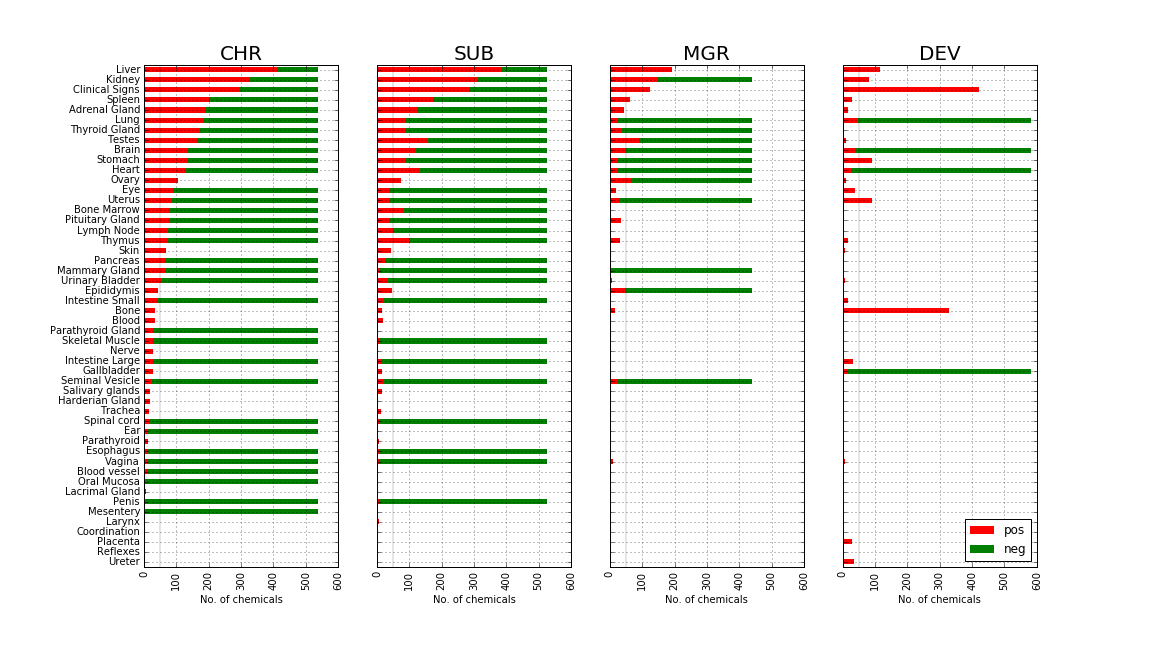 CHR SUB MGR DEV
Liver
Kidney
Clinical Signs
Spleen
Adrenal Gland
Lung
Thyroid Gland
Testes
Brain
Stomach
Heart
Ovary
Eye
Uterus
Bone Marrow
Pituitary Gland
Lymph Node
Thymus
Skin
Pancreas
Mammary Gland
Urinary Bladder
Epididymis
Intestine Small
Bone
Blood
Parathyroid Gland
Skeletal Muscle
Nerve
Intestine Large
Gallbladder
Seminal Vesicle
Salivary glands
Harderian Gland
Trachea
Spinal cord
Ear
Parathyroid
Esophagus
Vagina
Blood vessel
Oral Mucosa
Lacrimal Gland
Penis
Mesentery
Larynx
Coordination
Placenta
Reflexes
Ureter
pos
neg
0 100 200 300 400 500 600 0 100 200 300 400 500 600 0 100 200 300 400 500 600 0 100 200 300 400 500 600
No. of chemicals No. of chemicals No. of chemicals No. of chemicals